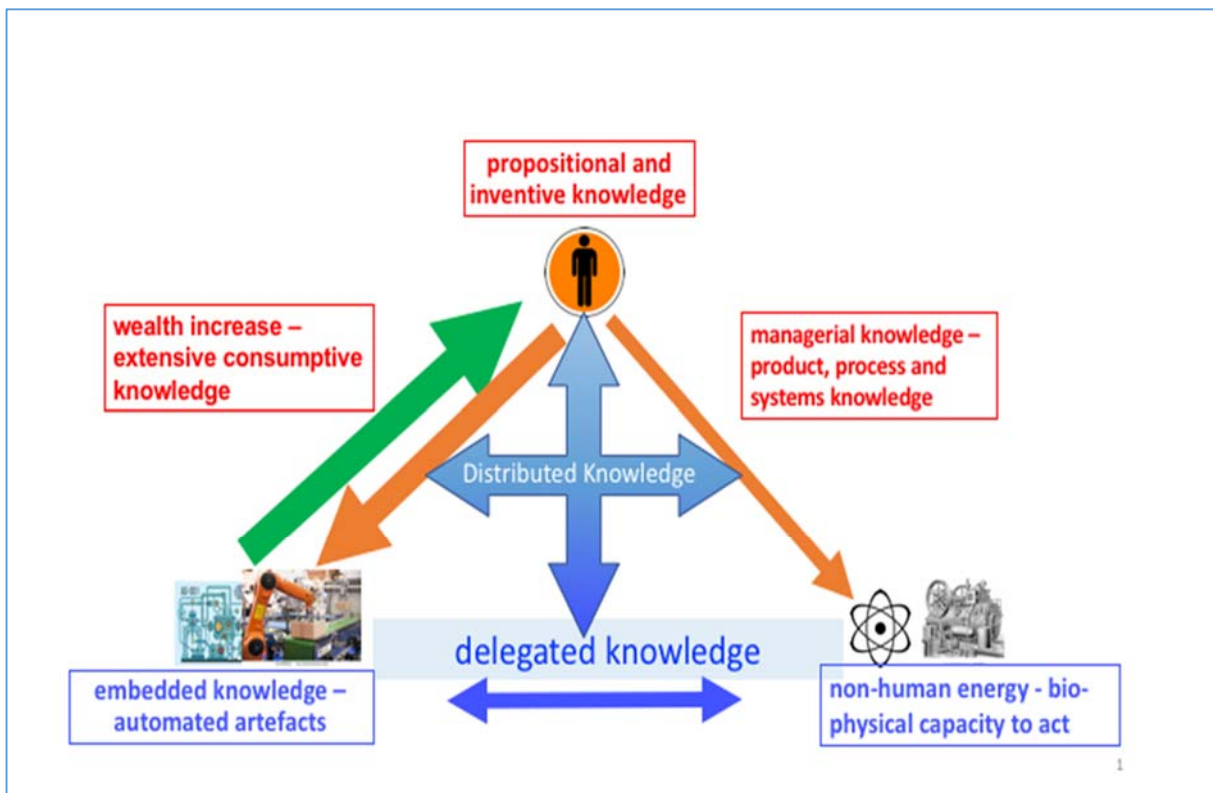 propositional and
inventive knowledge
wealth increase –
extensive consumptive
knowledge
managerial knowledge –
product, process and
systems knowledge
Distributed Knowledge
delegated knowledge
embedded knowledge –
automated artefacts
non-human energy - bio-
physical capacity to act
1